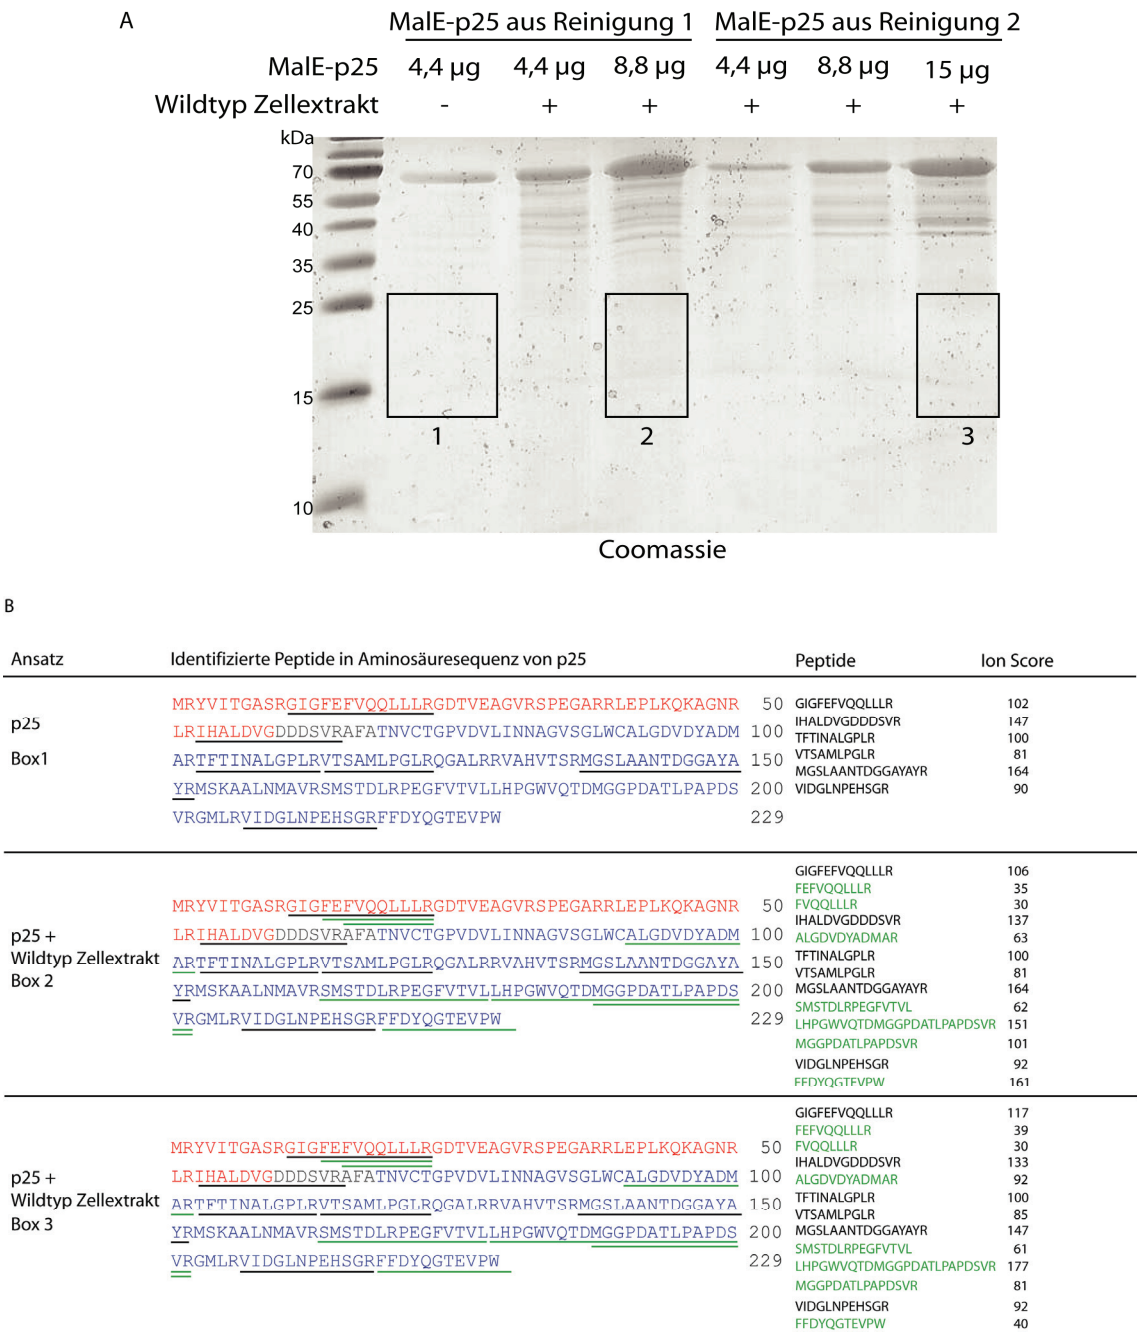 A
MalE-p25 aus Reinigung 1 MalE-p25 aus Reinigung 2
MalE-p25 4,4 µg 4,4 µg 8,8 µg 4,4 µg 8,8 µg 15 µg
Wildtyp Zellextrakt - + + + + +
kDa
70
55
40
35
25
15
10
1 2 3
Coomassie
B
Ansatz Identifizierte Peptide in Aminosäuresequenz von p25 Peptide Ion Score
p25
Box1
MRYVITGASRGIGFEFVQQLLLRGDTVEAGVRSPEGARRLEPLKQKAGNR 50
LRIHALDVGDDDSVRAFATNVCTGPVDVLINNAGVSGLWCALGDVDYADM 100
ARTFTINALGPLRVTSAMLPGLRQGALRRVAHVTSRMGSLAANTDGGAYA 150
YRMSKAALNMAVRSMSTDLRPEGFVTVLLHPGWVQTDMGGPDATLPAPDS 200
VRGMLRVIDGLNPEHSGRFFDYQGTEVPW 229
GIGFEFVQQLLLR 102
IHALDVGDDDSVR 147
TFTINALGPLR 100
VTSAMLPGLR 81
MGSLAANTDGGAYAYR 164
VIDGLNPEHSGR 90
p25 +
Wildtyp Zellextrakt
Box 2
MRYVITGASRGIGFEFVQQLLLRGDTVEAGVRSPEGARRLEPLKQKAGNR 50
LRIHALDVGDDDSVRAFATNVCTGPVDVLINNAGVSGLWCALGDVDYADM 100
ARTFTINALGPLRVTSAMLPGLRQGALRRVAHVTSRMGSLAANTDGGAYA 150
YRMSKAALNMAVRSMSTDLRPEGFVTVLLHPGWVQTDMGGPDATLPAPDS 200
VRGMLRVIDGLNPEHSGRFFDYQGTEVPW 229
GIGFEFVQQLLLR 106
FEFVQQLLLR 35
FVQQLLLR 30
IHALDVGDDDSVR 137
ALGDVDYADMAR 63
TFTINALGPLR 100
VTSAMLPGLR 81
MGSLAANTDGGAYAYR 164
SMSTDLRPEGFVTVL 62
LHPGWVQTDMGGPDATLPAPDSVR 151
MGGPDATLPAPDSVR 101
VIDGLNPEHSGR 92
FFDYQGTEVPW 161
p25 +
Wildtyp Zellextrakt
Box 3
MRYVITGASRGIGFEFVQQLLLRGDTVEAGVRSPEGARRLEPLKQKAGNR 50
LRIHALDVGDDDSVRAFATNVCTGPVDVLINNAGVSGLWCALGDVDYADM 100
ARTFTINALGPLRVTSAMLPGLRQGALRRVAHVTSRMGSLAANTDGGAYA 150
YRMSKAALNMAVRSMSTDLRPEGFVTVLLHPGWVQTDMGGPDATLPAPDS 200
VRGMLRVIDGLNPEHSGRFFDYQGTEVPW 229
GIGFEFVQQLLLR 117
FEFVQQLLLR 39
FVQQLLLR 30
IHALDVGDDDSVR 133
ALGDVDYADMAR 92
TFTINALGPLR 100
VTSAMLPGLR 85
MGSLAANTDGGAYAYR 147
SMSTDLRPEGFVTVL 61
LHPGWVQTDMGGPDATLPAPDSVR 177
MGGPDATLPAPDSVR 81
VIDGLNPEHSGR 92
FFDYQGTEVPW 40